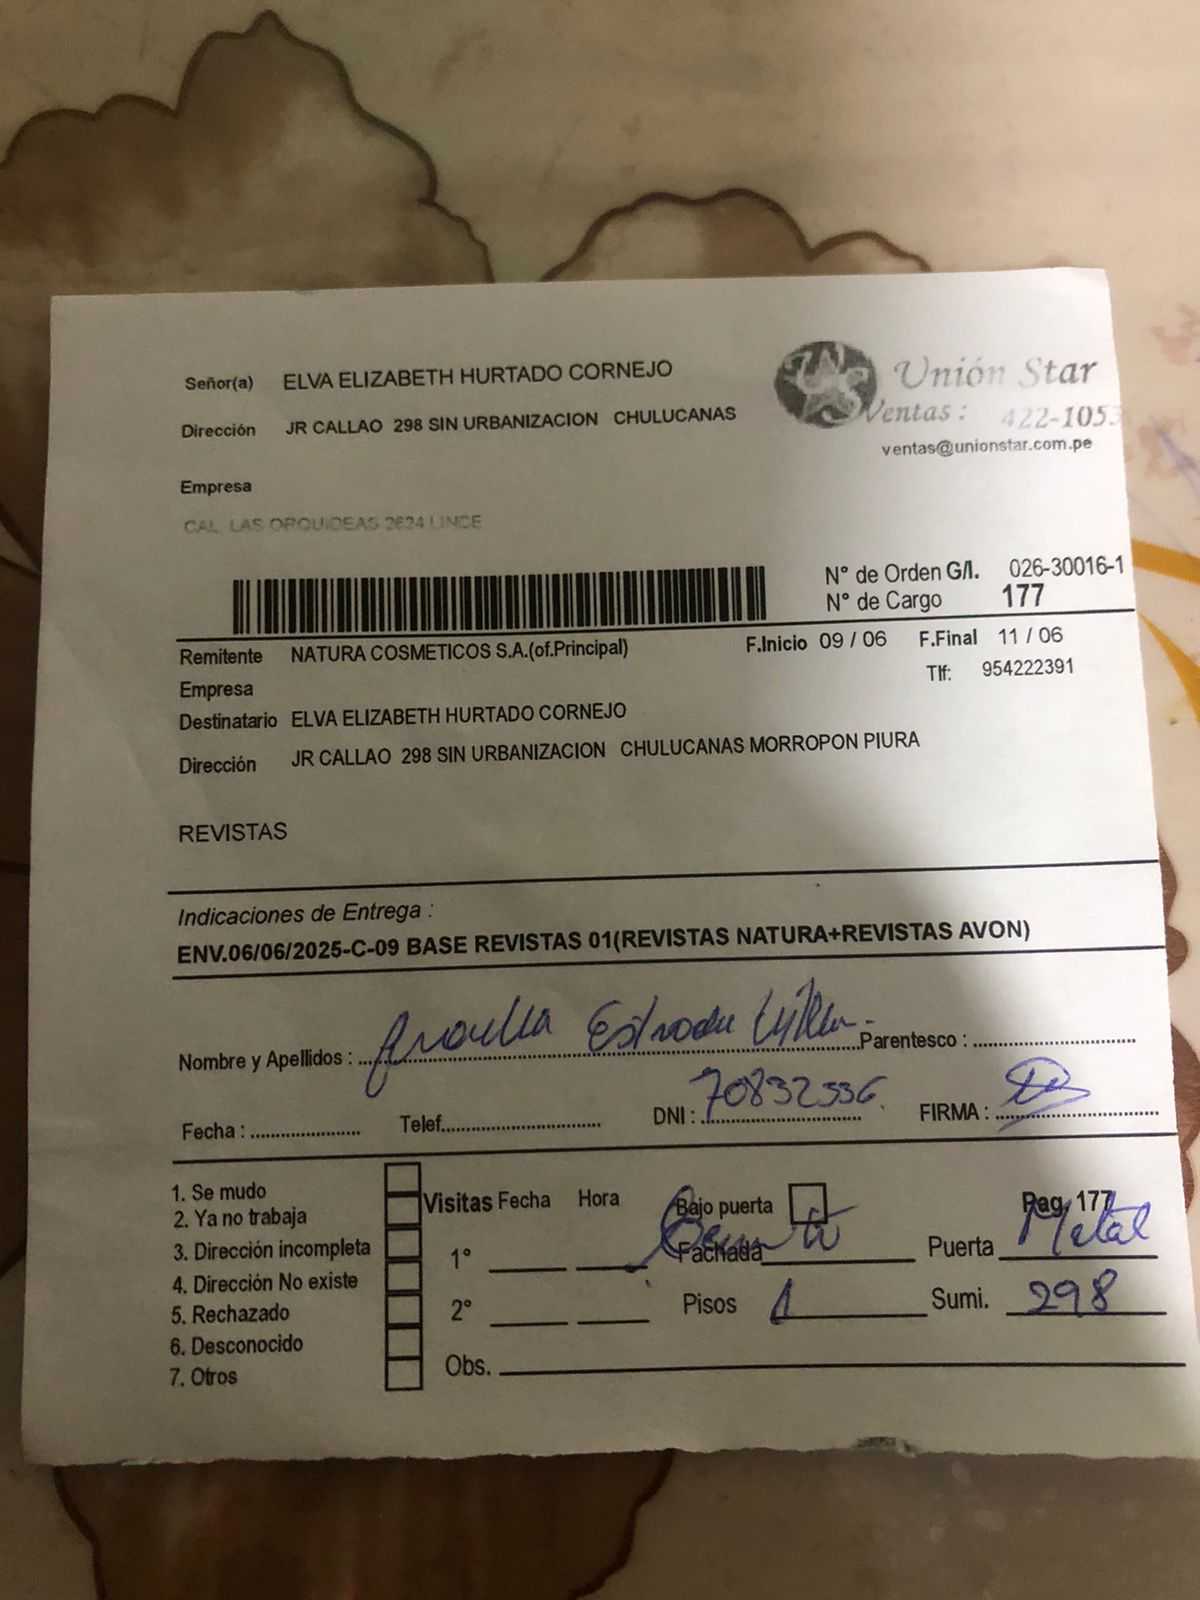 Señor(a) ELVA ELIZABETH HURTADO CORNEJO
Unión Star
Dirección JR CALLAO 298 SIN URBANIZACION CHULUCANAS
Ventas: 422-1053
ventas@unionstar.com.pe
Empresa
CAL LAS ORQUIDEAS 2624 LINCE
N° de Orden G/I. 026-30016-1
N° de Cargo 177
Remitente NATURA COSMETICOS S.A.(of.Principal) F.Inicio 09 / 06 F.Final 11 / 06
Empresa Tlf: 954222391
Destinatario ELVA ELIZABETH HURTADO CORNEJO
Dirección JR CALLAO 298 SIN URBANIZACION CHULUCANAS MORROPON PIURA
REVISTAS
Indicaciones de Entrega :
ENV.06/06/2025-C-09 BASE REVISTAS 01(REVISTAS NATURA+REVISTAS AVON)
Nombre y Apellidos : Estrada Parentesco :
Fecha : Telef. DNI : 70832336 FIRMA :
1. Se mudo
2. Ya no trabaja
3. Dirección incompleta
4. Dirección No existe
5. Rechazado
6. Desconocido
7. Otros
Visitas Fecha Hora
1°
2°
Obs.
Bajo puerta Pag. 177
Fachada Puerta Metal
Pisos 1 Sumi. 298